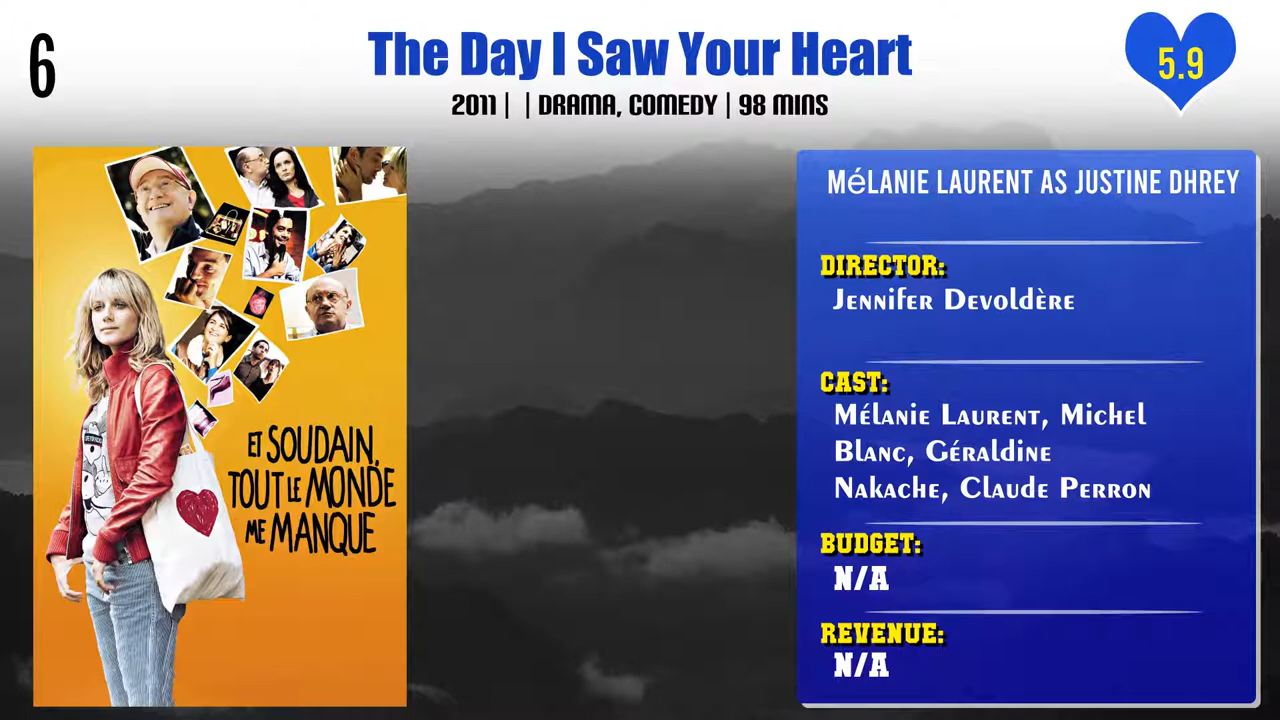 6
The Day I Saw Your Heart
5.9
2011 | | DRAMA, COMEDY | 98 MINS
MéLANIE LAURENT AS JUSTINE DHREY
DIRECTOR:
Jennifer Devoldère
CAST:
Mélanie Laurent, Michel
Blanc, Géraldine
Nakache, Claude Perron
BUDGET:
N/A
REVENUE:
N/A
ET SOUDAIN,
TOUT LE MONDE
ME MANQUE